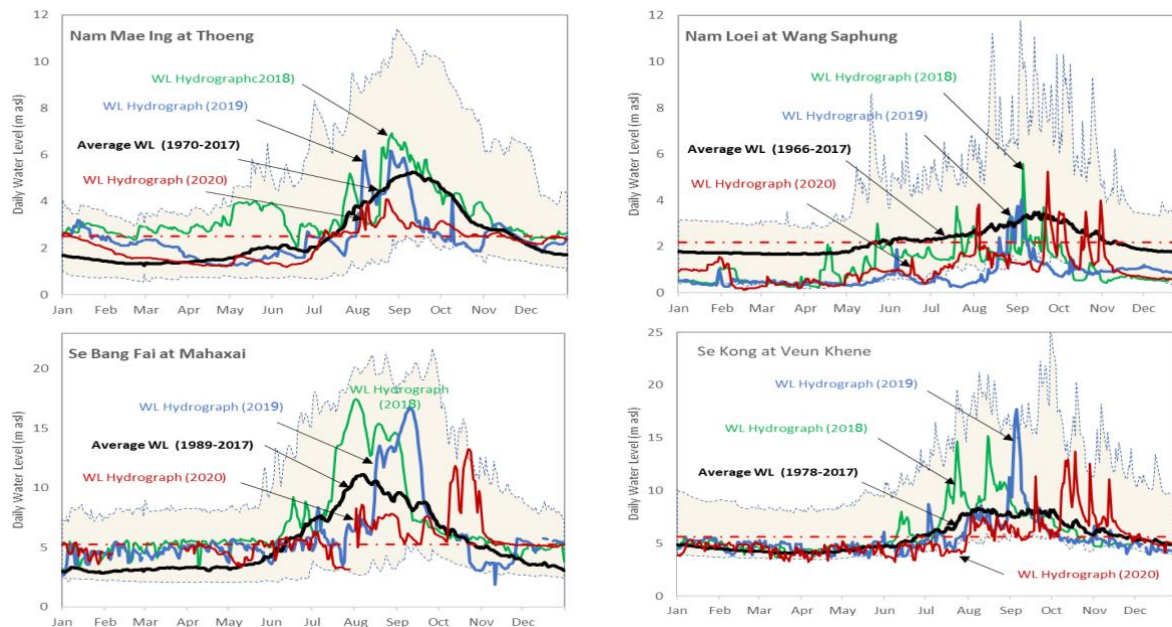 Nam Mae Ing at Thoeng
Daily Water Level (m asl)
12
10
8
6
4
2
0
WL Hydrographc2018)
WL Hydrograph (2019)
Average WL (1970-2017)
WL Hydrograph (2020)
Jan Feb Mar Apr May Jun Jul Aug Sep Oct Nov Dec
Nam Loei at Wang Saphung
Daily Water Level (m asl)
12
10
8
6
4
2
0
WL Hydrograph (2018)
WL Hydrograph (2019)
Average WL (1966-2017)
WL Hydrograph (2020)
Jan Feb Mar Apr May Jun Jul Aug Sep Oct Nov Dec
Se Bang Fai at Mahaxai
Daily Water Level (m asl)
20
15
10
5
0
WL Hydrograph
(2018)
WL Hydrograph (2019)
Average WL (1989-2017)
WL Hydrograph (2020)
Jan Feb Mar Apr May Jun Jul Aug Sep Oct Nov Dec
Se Kong at Veun Khene
Daily Water Level (m asl)
25
20
15
10
5
0
WL Hydrograph (2019)
WL Hydrograph (2018)
Average WL (1978-2017)
WL Hydrograph (2020)
Jan Feb Mar Apr May Jun Jul Aug Sep Oct Nov Dec